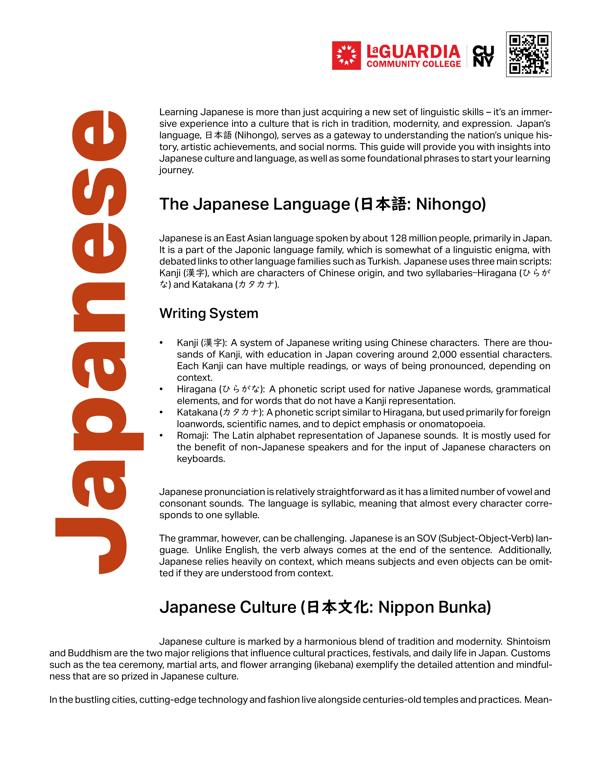 LAGUARDIA
COMMUNITY COLLEGE
CU
NY
Japanese
Learning Japanese is more than just acquiring a new set of linguistic skills – it's an immer-
sive experience into a culture that is rich in tradition, modernity, and expression. Japan's
language, 日本語 (Nihongo), serves as a gateway to understanding the nation's unique his-
tory, artistic achievements, and social norms. This guide will provide you with insights into
Japanese culture and language, as well as some foundational phrases to start your learning
journey.
The Japanese Language (日本語: Nihongo)
Japanese is an East Asian language spoken by about 128 million people, primarily in Japan.
It is a part of the Japonic language family, which is somewhat of a linguistic enigma, with
debated links to other language families such as Turkish. Japanese uses three main scripts:
Kanji (漢字), which are characters of Chinese origin, and two syllabaries–Hiragana (ひらが
な) and Katakana (カタカナ).
Writing System
• Kanji (漢字): A system of Japanese writing using Chinese characters. There are thou-
sands of Kanji, with education in Japan covering around 2,000 essential characters.
Each Kanji can have multiple readings, or ways of being pronounced, depending on
context.
• Hiragana (ひらがな): A phonetic script used for native Japanese words, grammatical
elements, and for words that do not have a Kanji representation.
• Katakana (カタカナ): A phonetic script similar to Hiragana, but used primarily for foreign
loanwords, scientific names, and to depict emphasis or onomatopoeia.
• Romaji: The Latin alphabet representation of Japanese sounds. It is mostly used for
the benefit of non-Japanese speakers and for the input of Japanese characters on
keyboards.
Japanese pronunciation is relatively straightforward as it has a limited number of vowel and
consonant sounds. The language is syllabic, meaning that almost every character corre-
sponds to one syllable.
The grammar, however, can be challenging. Japanese is an SOV (Subject-Object-Verb) lan-
guage. Unlike English, the verb always comes at the end of the sentence. Additionally,
Japanese relies heavily on context, which means subjects and even objects can be omit-
ted if they are understood from context.
Japanese Culture (日本文化: Nippon Bunka)
Japanese culture is marked by a harmonious blend of tradition and modernity. Shintoism
and Buddhism are the two major religions that influence cultural practices, festivals, and daily life in Japan. Customs
such as the tea ceremony, martial arts, and flower arranging (ikebana) exemplify the detailed attention and mindful-
ness that are so prized in Japanese culture.
In the bustling cities, cutting-edge technology and fashion live alongside centuries-old temples and practices. Mean-